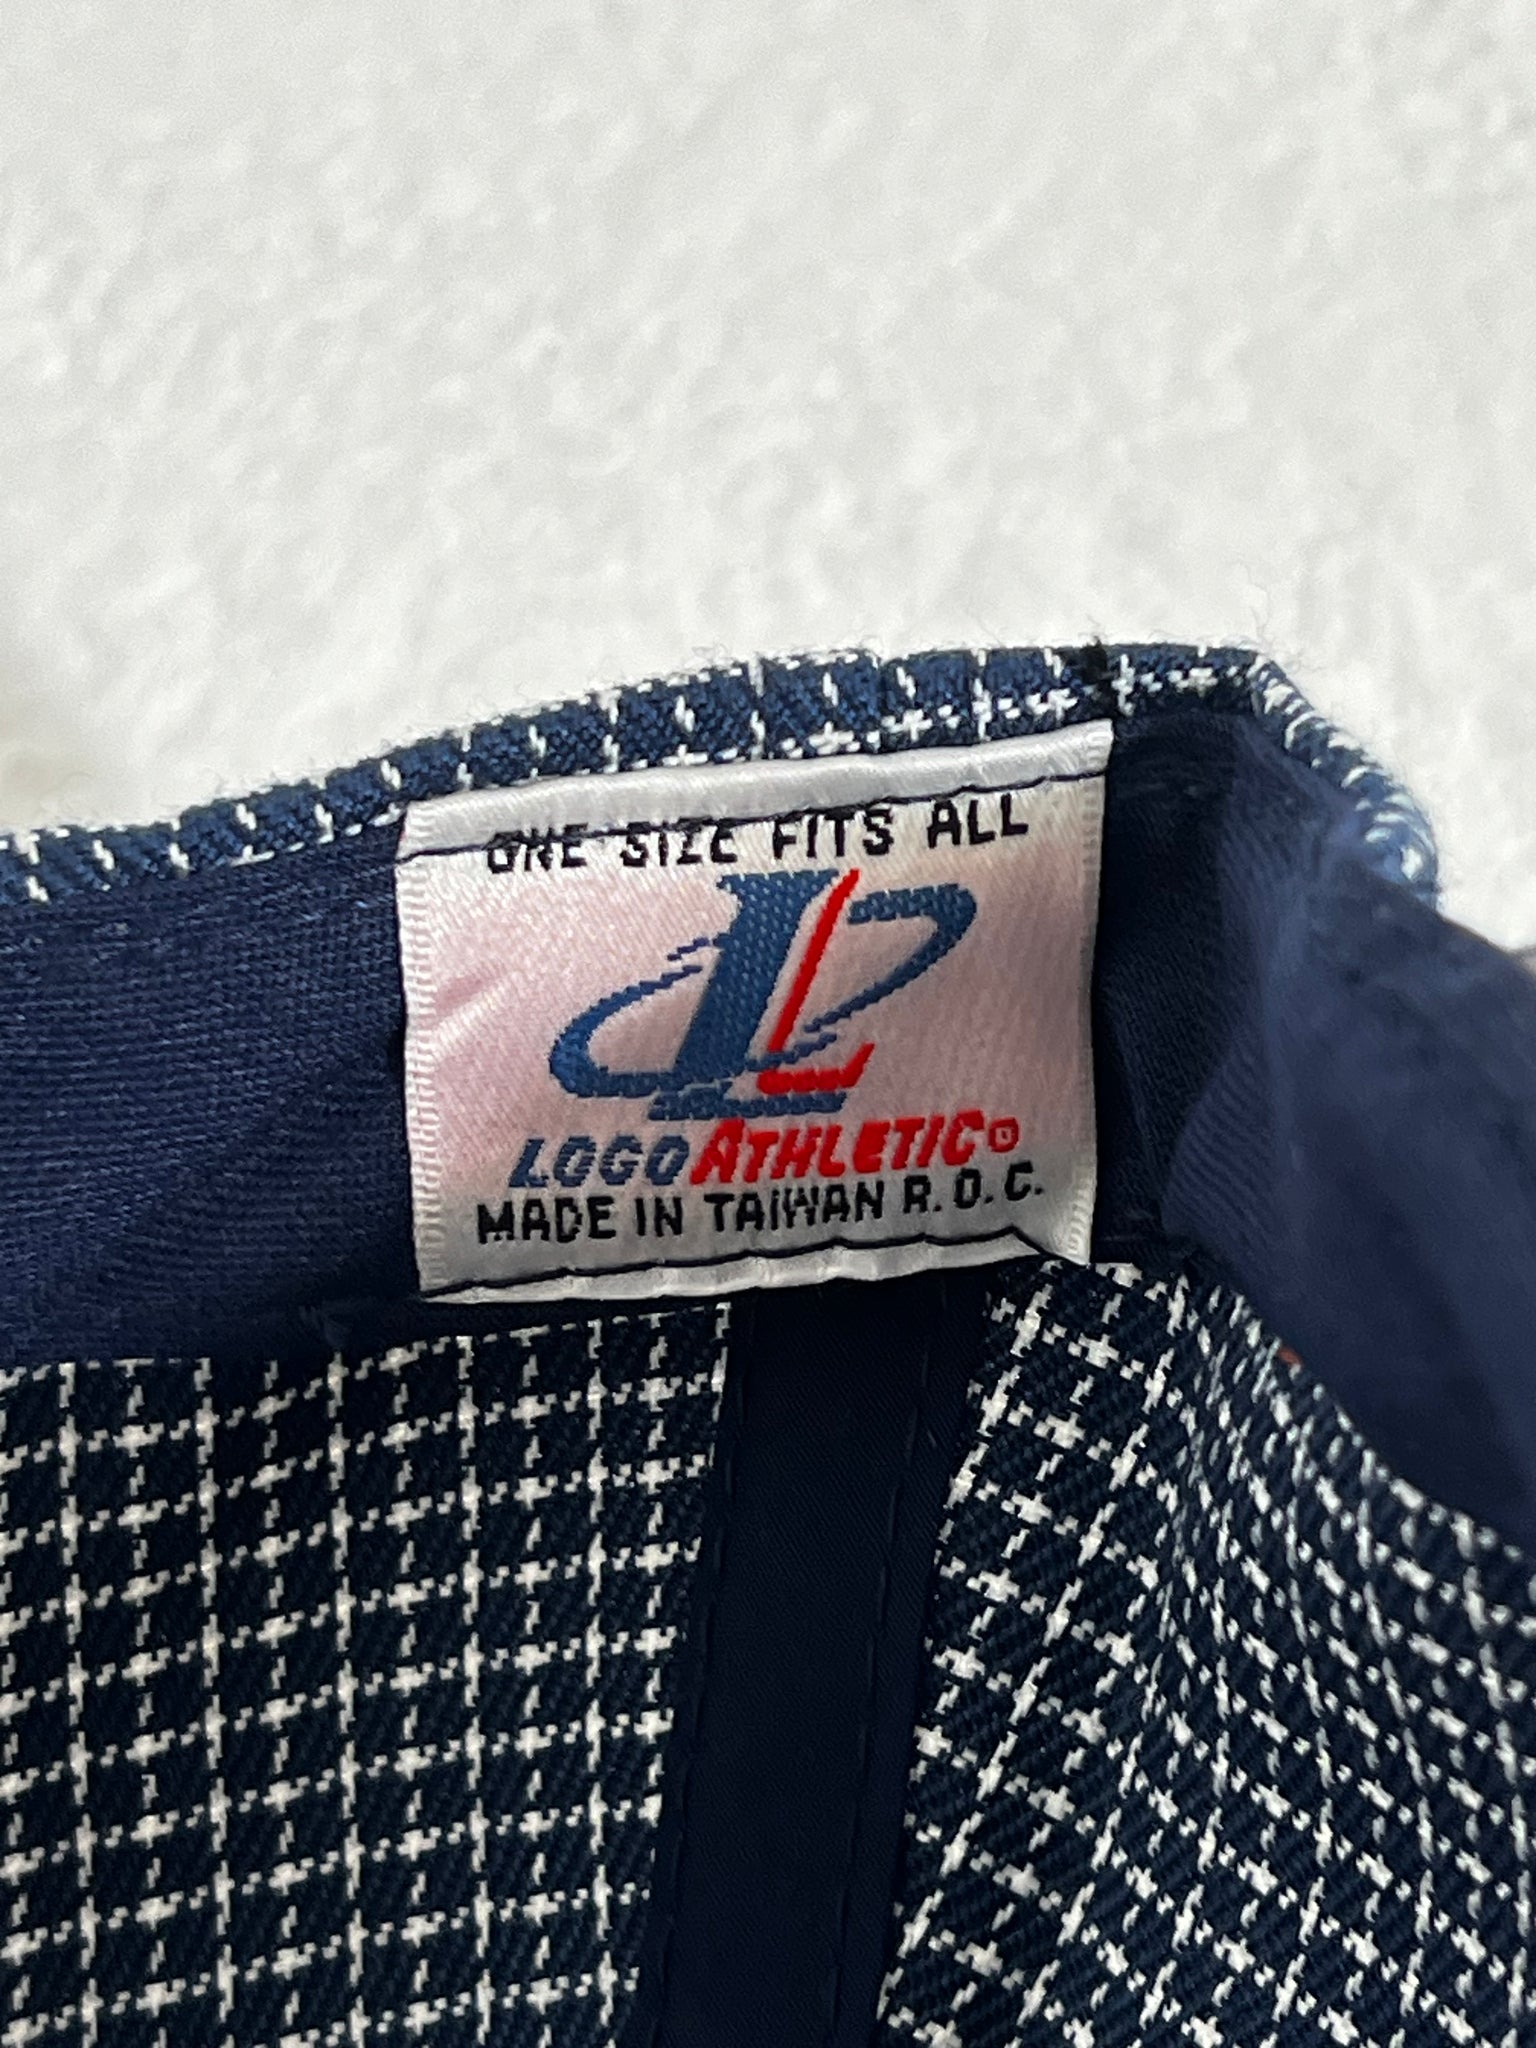 ONE SIZE FITS ALL
L
LOGO ATHLETIC
MADE IN TAIWAN R.O.C.